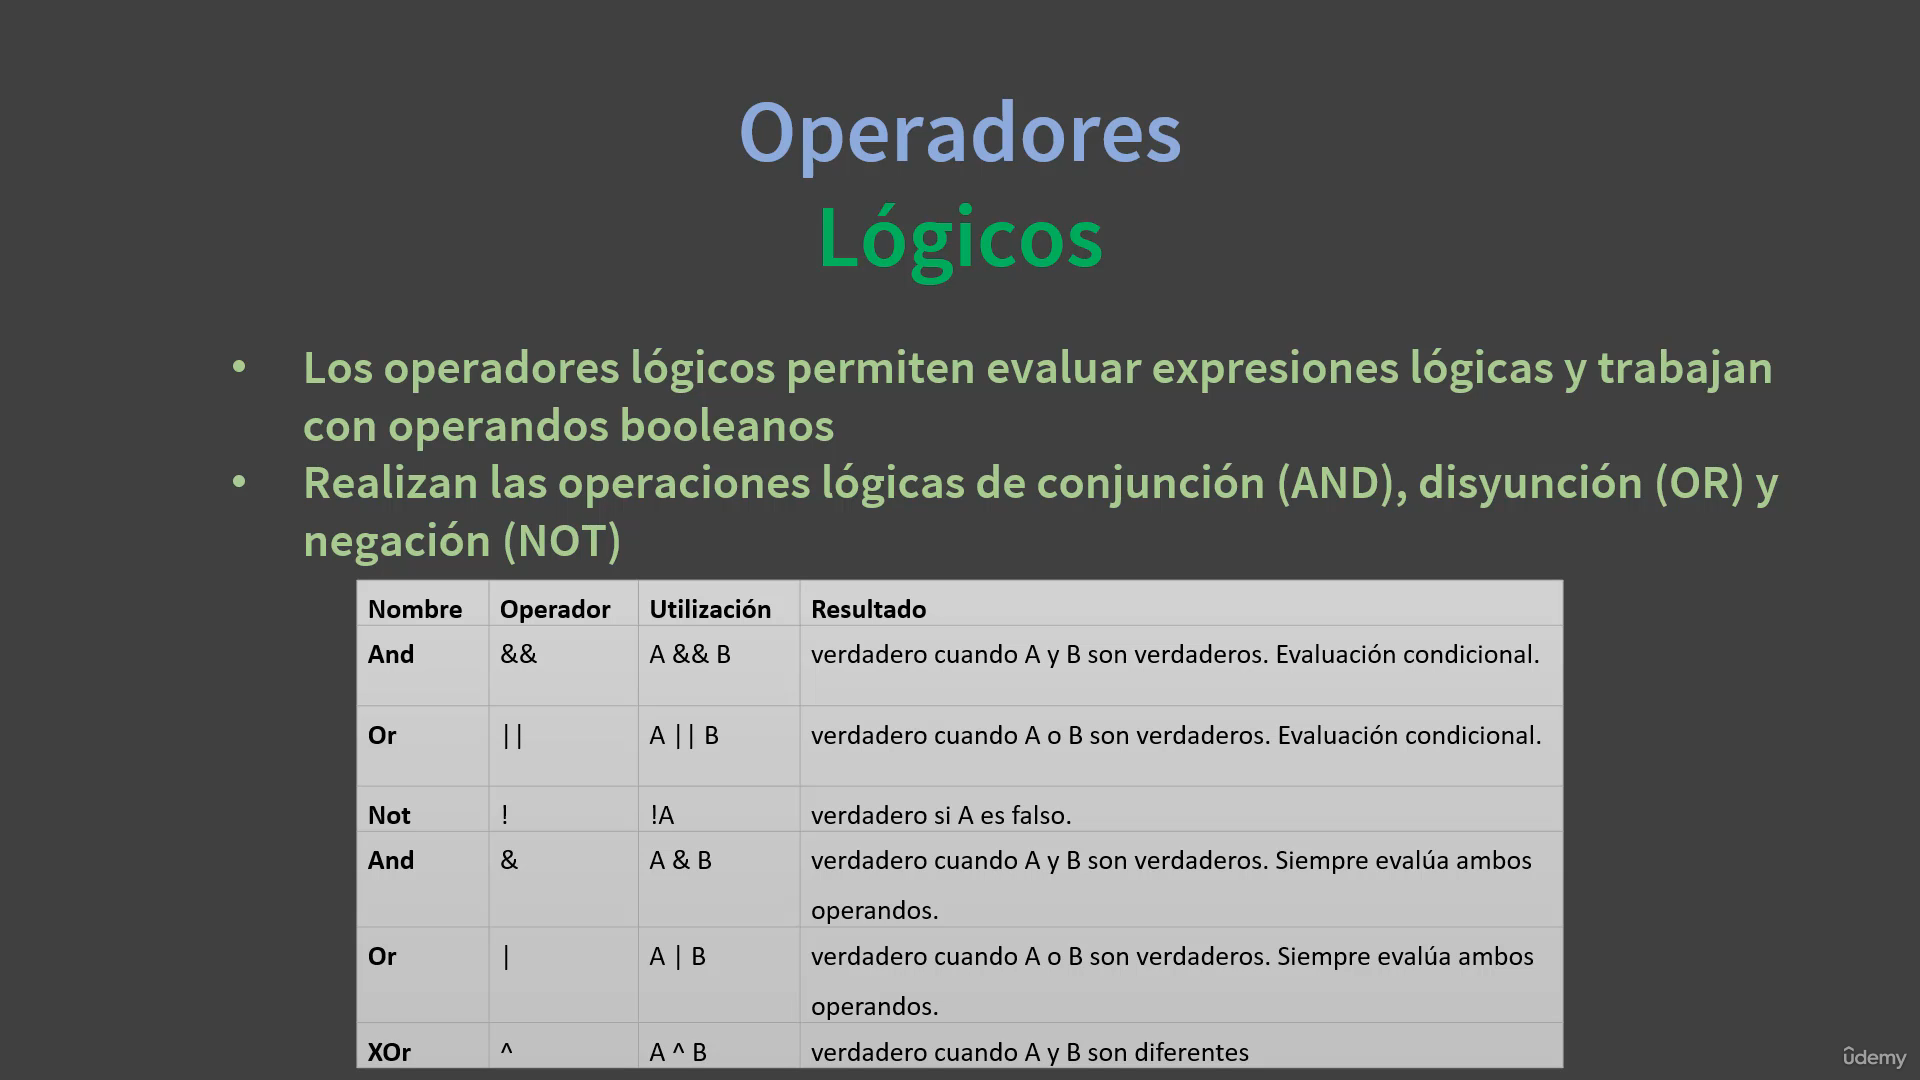 Operadores
Lógicos
• Los operadores lógicos permiten evaluar expresiones lógicas y trabajan
con operandos booleanos
• Realizan las operaciones lógicas de conjunción (AND), disyunción (OR) y
negación (NOT)
Nombre Operador Utilización Resultado
And && A && B verdadero cuando A y B son verdaderos. Evaluación condicional.
Or || A || B verdadero cuando A o B son verdaderos. Evaluación condicional.
Not ! !A verdadero si A es falso.
And & A & B verdadero cuando A y B son verdaderos. Siempre evalúa ambos
operandos.
Or | A | B verdadero cuando A o B son verdaderos. Siempre evalúa ambos
operandos.
XOr ^ A ^ B verdadero cuando A y B son diferentes
ûdemy